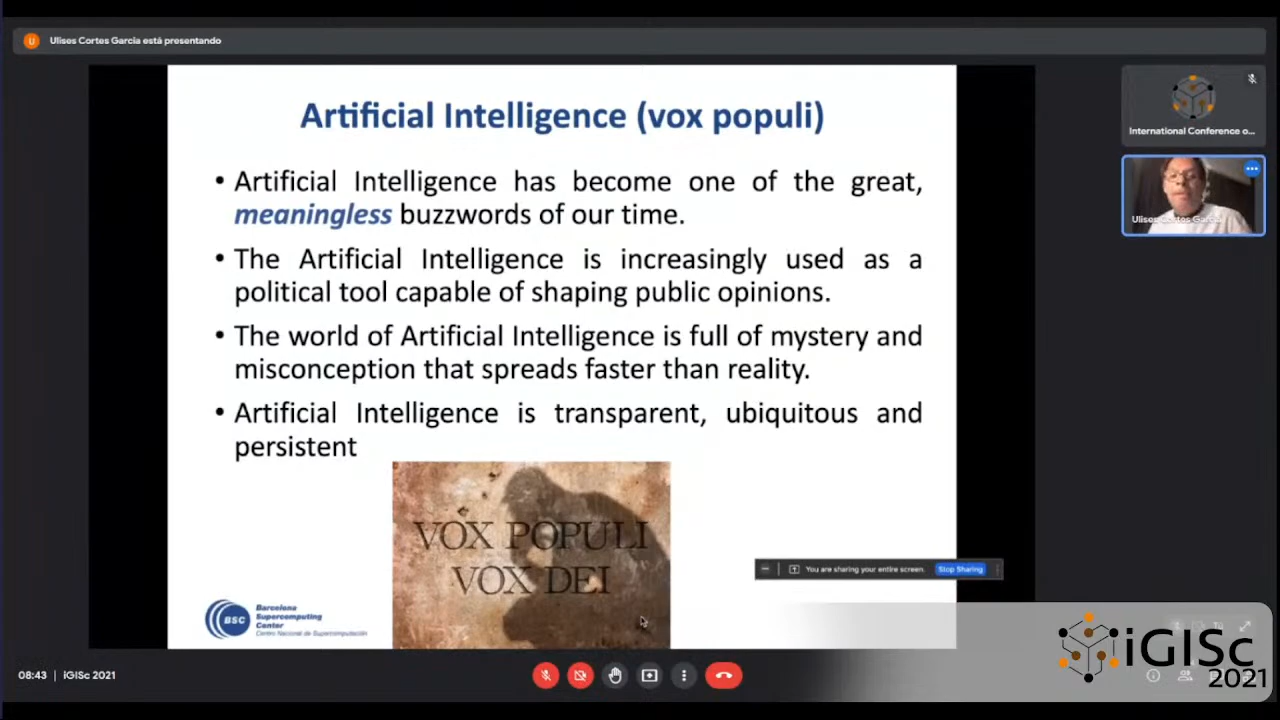 U
Ulises Cortes Garcia está presentando
Artificial Intelligence (vox populi)
• Artificial Intelligence has become one of the great,
meaningless buzzwords of our time.
• The Artificial Intelligence is increasingly used as a
political tool capable of shaping public opinions.
• The world of Artificial Intelligence is full of mystery and
misconception that spreads faster than reality.
• Artificial Intelligence is transparent, ubiquitous and
persistent
VOX POPULI
VOX DEI
BSC
Barcelona
Supercomputing
Center
Centro Nacional de Supercomputación
You are sharing your entire screen.
Stop Sharing
International Conference o...
Ulises Cortes Garcia
08:43 | iGISc 2021
iGISc
2021